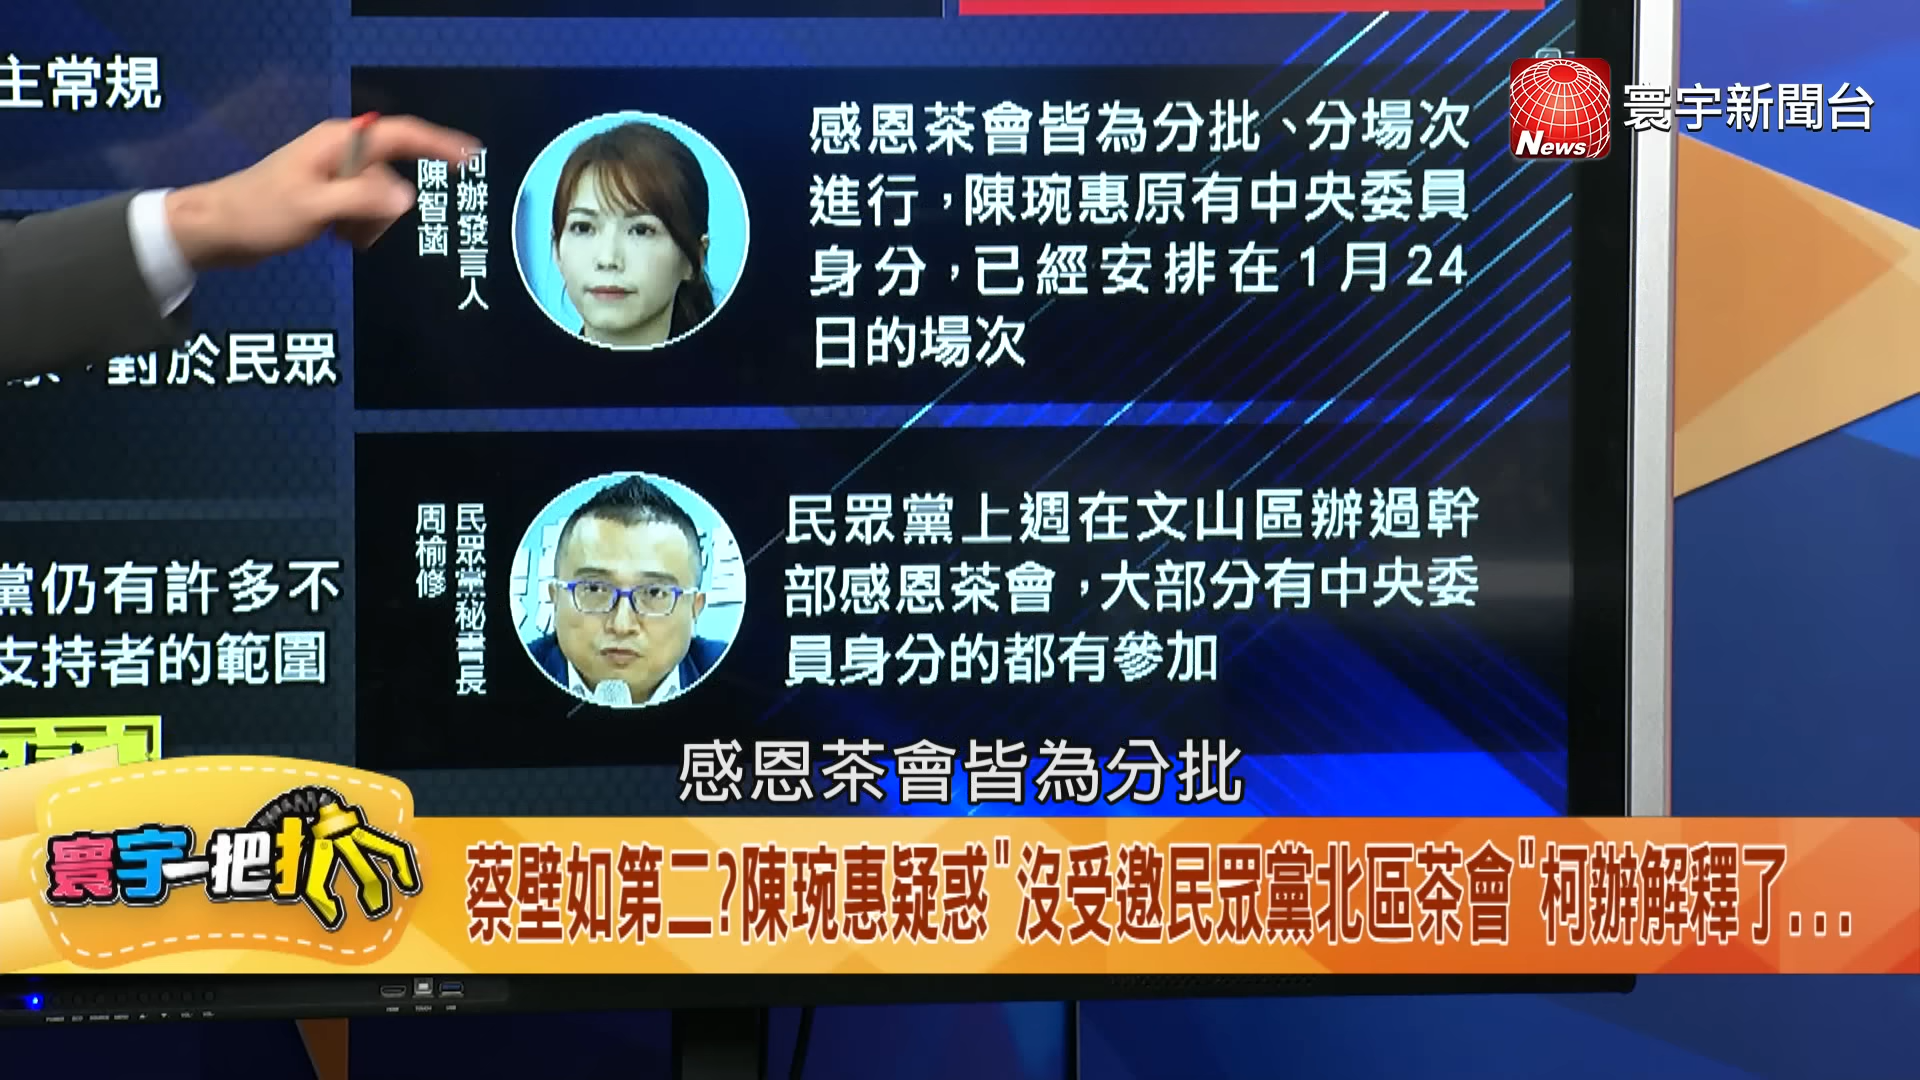 寰宇新聞台
News
主常規
對於民眾
黨仍有許多不
支持者的範圍
柯辦發言人
陳智菡
感恩茶會皆為分批、分場次
進行,陳琬惠原有中央委員
身分,已經安排在1月24
日的場次
民眾黨秘書長
周榆修
民眾黨上週在文山區辦過幹
部感恩茶會,大部分有中央委
員身分的都有參加
感恩茶會皆為分批
寰宇一把抓
蔡壁如第二?陳琬惠疑惑"沒受邀民眾黨北區茶會"柯辦解釋了...